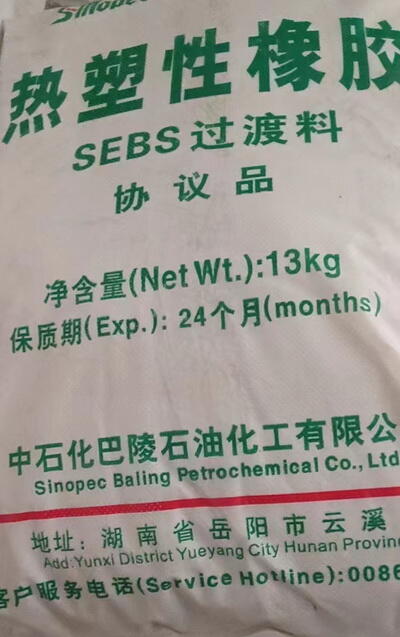 Sinopec
热塑性橡胶
SEBS过渡料
协议品
净含量(Net Wt.):13kg
保质期(Exp.): 24个月(months)
中石化巴陵石油化工有限公
Sinopec Baling Petrochemical Co., Ltd
地址: 湖南省岳阳市云溪
Add:Yunxi District Yueyang City Hunan Provinc
客户服务电话(Service Hotline):0086